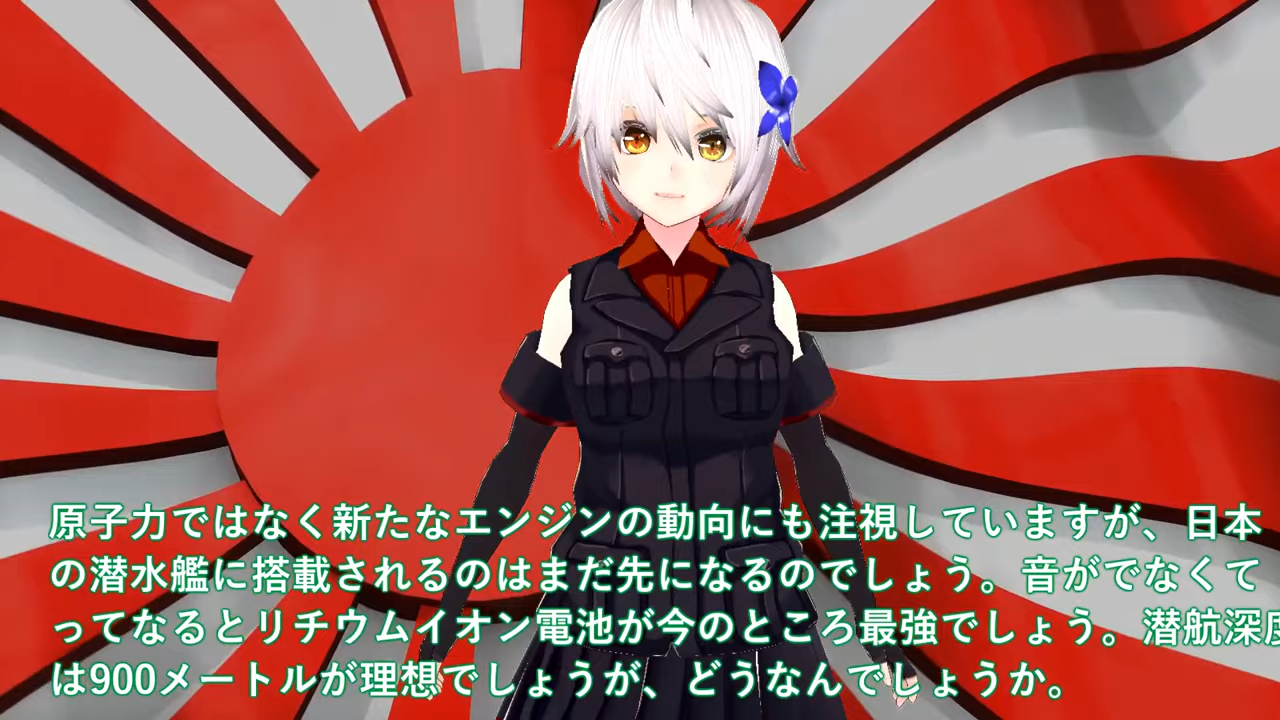 原子力ではなく新たなエンジンの動向にも注視していますが、日本
の潜水艦に搭載されるのはまだ先になるのでしょう。音がでなくて
ってなるとリチウムイオン電池が今のところ最強でしょう。潜航深度
は900メートルが理想でしょうが、どうなんでしょうか。